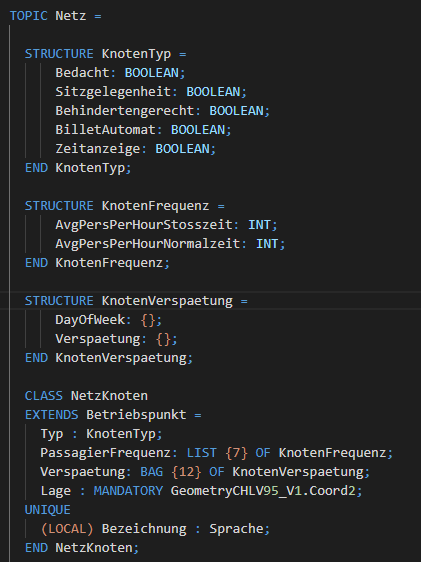 TOPIC Netz =
STRUCTURE KnotenTyp =
Bedacht: BOOLEAN;
Sitzgelegenheit: BOOLEAN;
Behindertengerecht: BOOLEAN;
BilletAutomat: BOOLEAN;
Zeitanzeige: BOOLEAN;
END KnotenTyp;
STRUCTURE KnotenFrequenz =
AvgPersPerHourStosszeit: INT;
AvgPersPerHourNormalzeit: INT;
END KnotenFrequenz;
STRUCTURE KnotenVerspaetung =
DayOfWeek: {};
Verspaetung: {};
END KnotenVerspaetung;
CLASS NetzKnoten
EXTENDS Betriebspunkt =
Typ : KnotenTyp;
PassagierFrequenz: LIST {7} OF KnotenFrequenz;
Verspaetung: BAG {12} OF KnotenVerspaetung;
Lage : MANDATORY GeometryCHLV95_V1.Coord2;
UNIQUE
(LOCAL) Bezeichnung : Sprache;
END NetzKnoten;